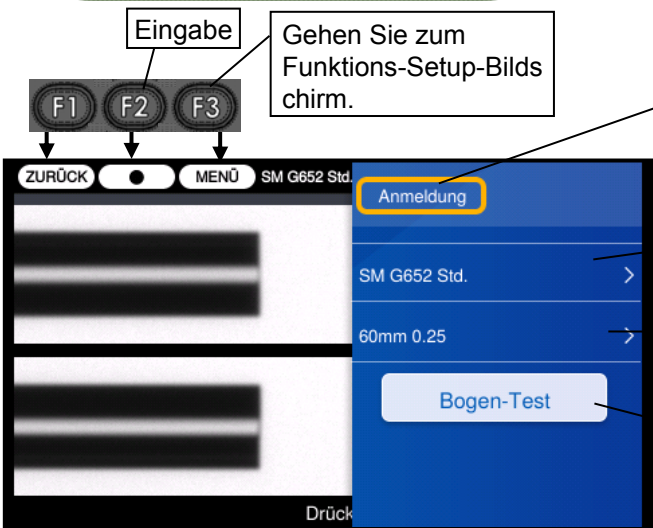 Eingabe
Gehen Sie zum
Funktions-Setup-Bilds
chirm.
F1 F2 F3
ZURÜCK ● MENÜ SM G652 Std.
Anmeldung
SM G652 Std. >
60mm 0.25 >
Bogen-Test
Drück